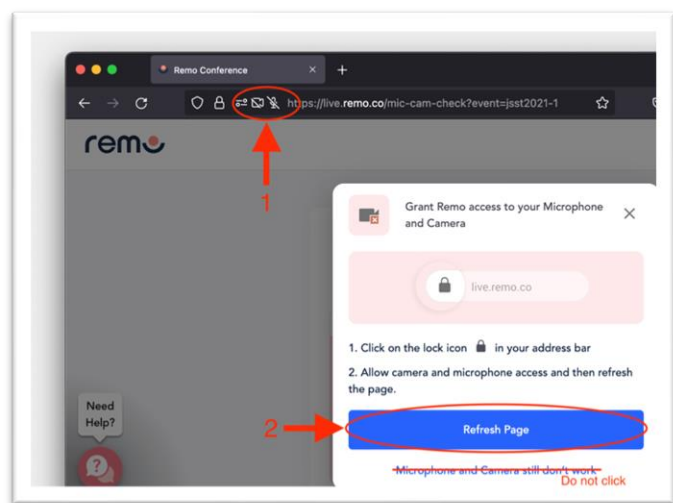 Remo Conference
https://live.remo.co/mic-cam-check?event=jsst2021-1
remo
1
Grant Remo access to your Microphone
and Camera
live.remo.co
1. Click on the lock icon in your address bar
2. Allow camera and microphone access and then refresh
the page.
Need
Help?
2
Refresh Page
Microphone and Camera still don't work
Do not click